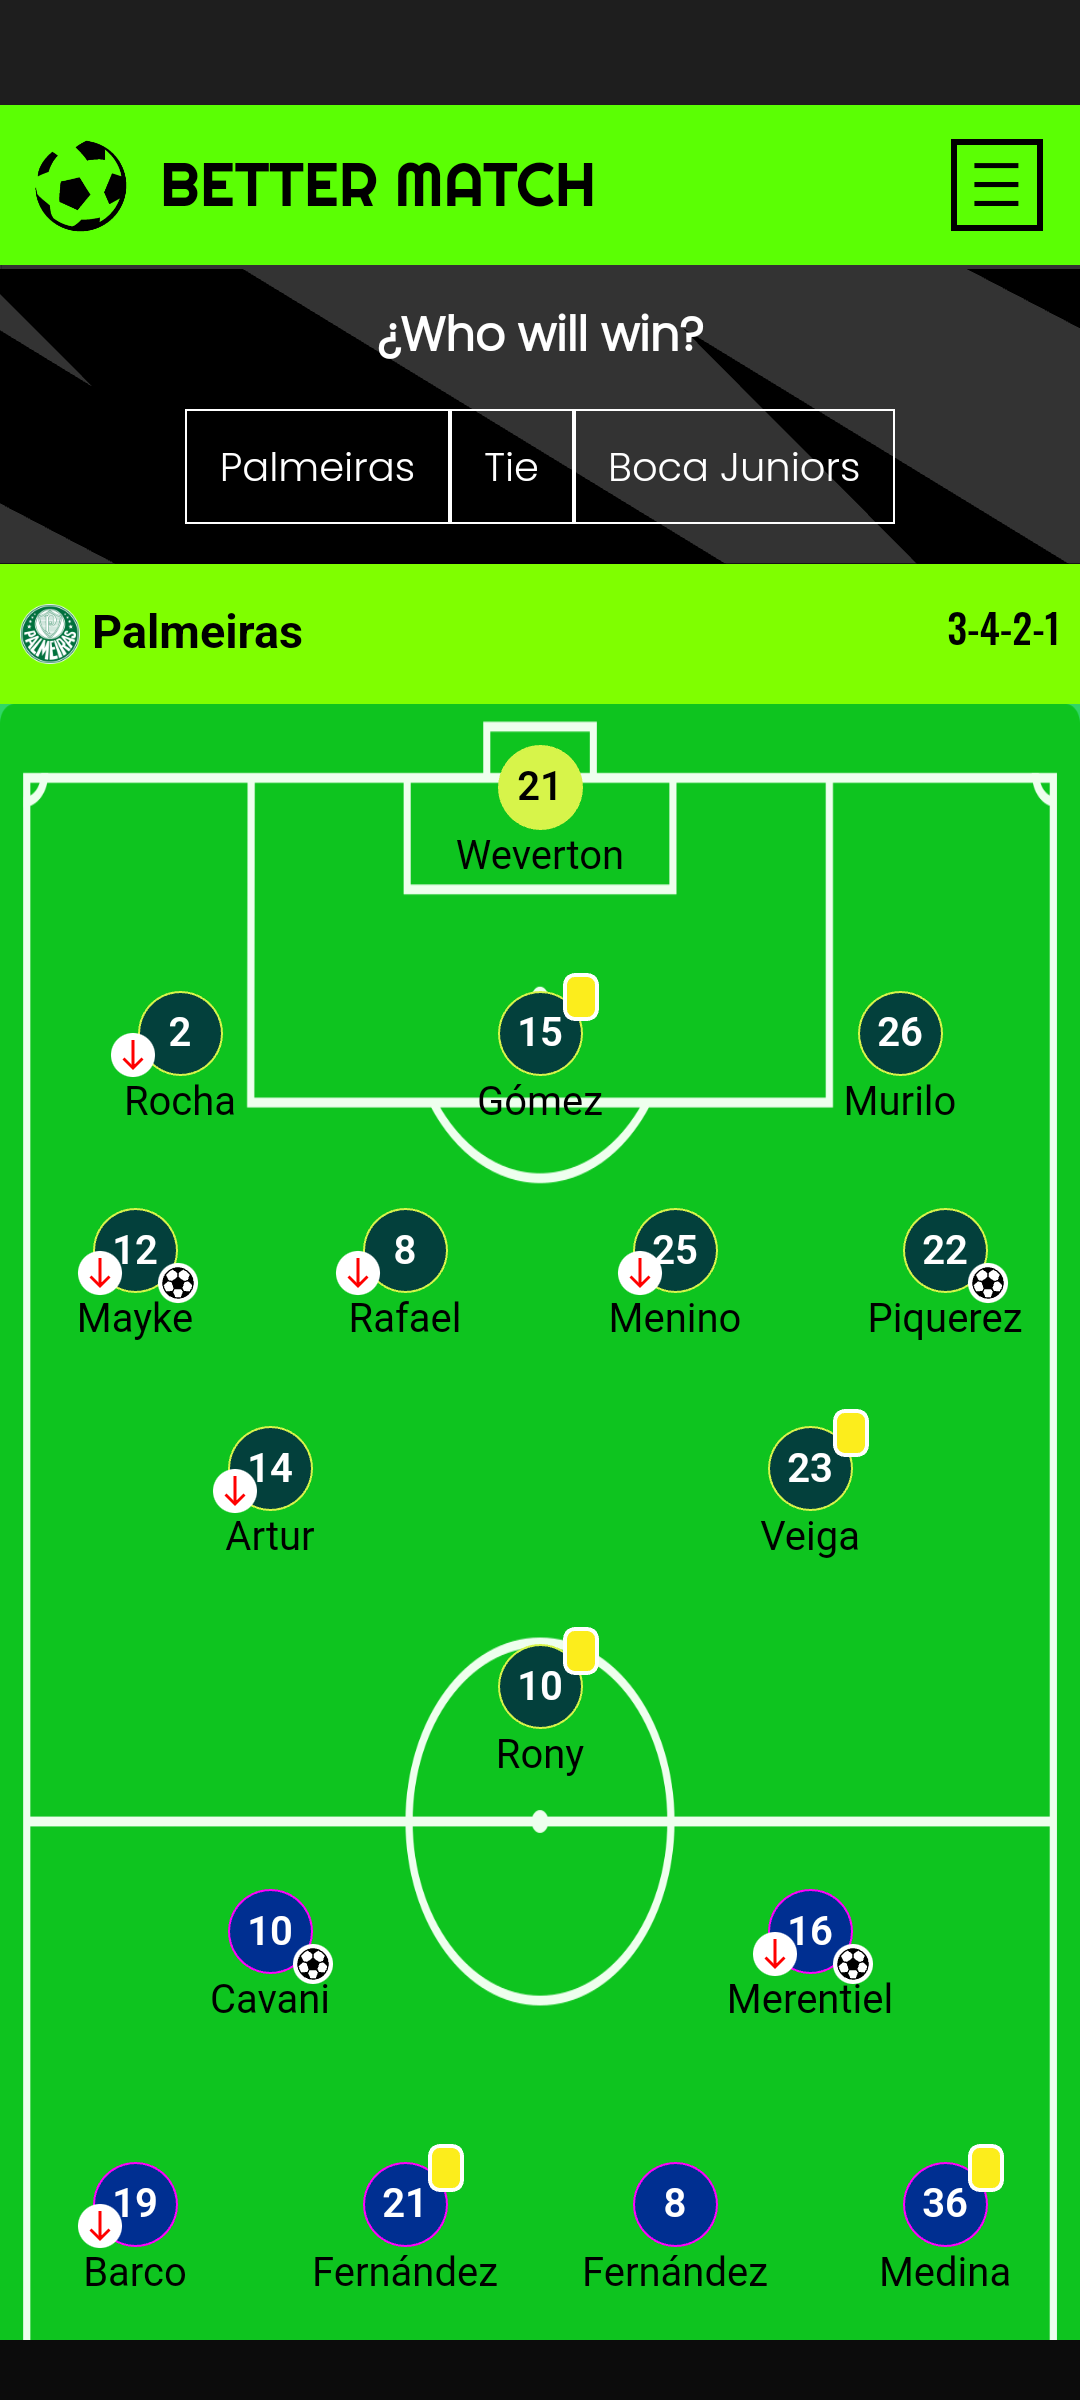 BETTER MATCH
¿Who will win?
Palmeiras
Tie
Boca Juniors
PALMEIRAS
Palmeiras
3-4-2-1
21
Weverton
2
15
26
Rocha
Gómez
Murilo
12
8
25
22
Mayke
Rafael
Menino
Piquerez
14
23
Artur
Veiga
10
Rony
10
16
Cavani
Merentiel
19
21
8
36
Barco
Fernández
Fernández
Medina